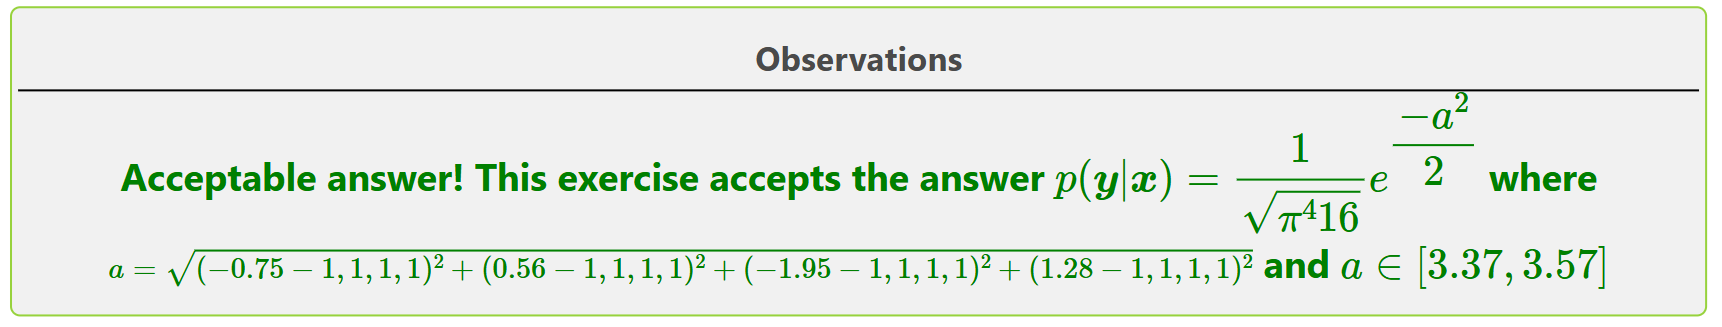 Observations
Acceptable answer! This exercise accepts the answer $p(\boldsymbol{y}|\boldsymbol{x}) = \frac{1}{\sqrt{\pi^4 16}} e^{\frac{-a^2}{2}}$ where
$a = \sqrt{(-0.75 - 1,1,1,1)^2 + (0.56 - 1,1,1,1)^2 + (-1.95 - 1,1,1,1)^2 + (1.28 - 1,1,1,1)^2}$ and $a \in [3.37, 3.57]$